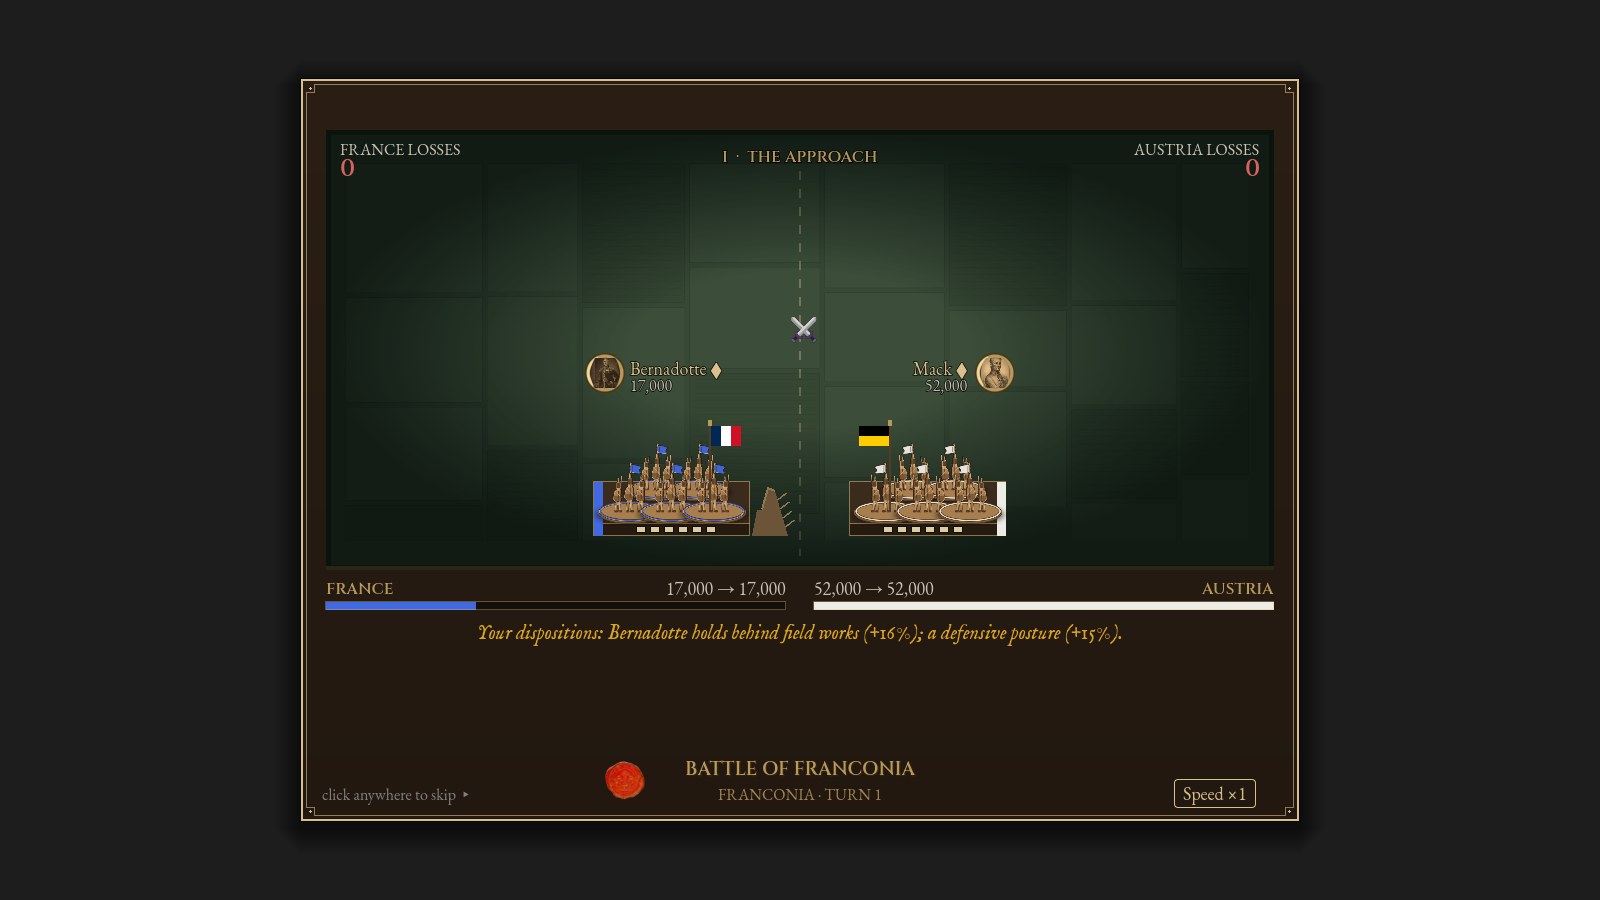 FRANCE LOSSES
0
I · THE APPROACH
AUSTRIA LOSSES
0
Bernadotte
17,000
Mack
52,000
FRANCE
17,000 → 17,000
52,000 → 52,000
AUSTRIA
Your dispositions: Bernadotte holds behind field works (+16%); a defensive posture (+15%).
BATTLE OF FRANCONIA
FRANCONIA · TURN 1
click anywhere to skip ▸
Speed ×1